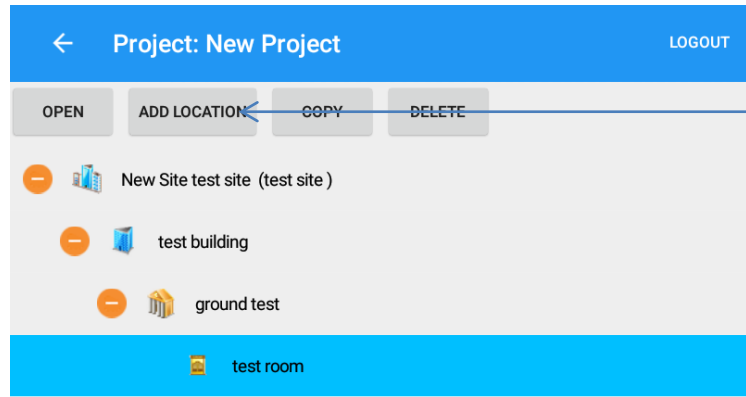 Project: New Project LOGOUT
OPEN ADD LOCATION COPY DELETE
New Site test site (test site )
test building
ground test
test room